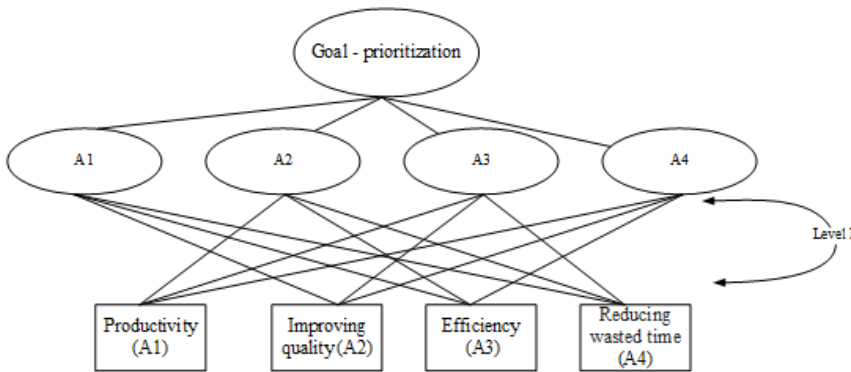 Goal - prioritization
A1
A2
A3
A4
Level
Productivity
(A1)
Improving
quality (A2)
Efficiency
(A3)
Reducing
wasted time
(A4)